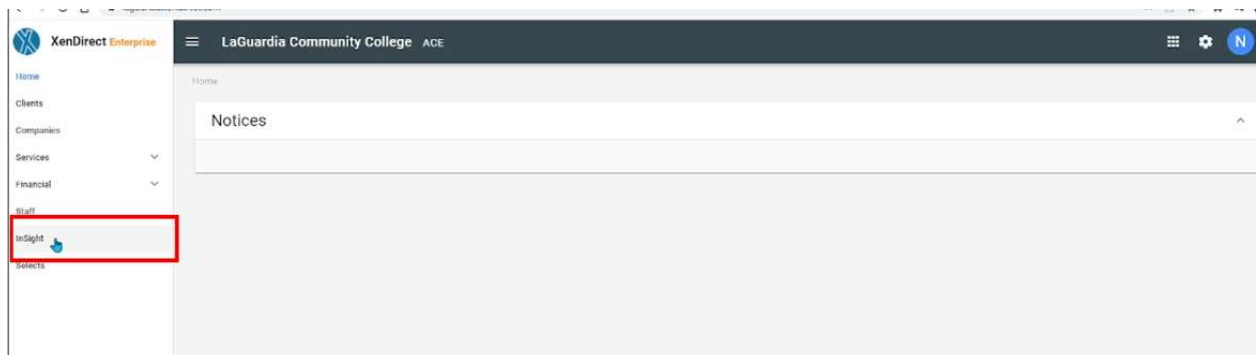 XenDirect Enterprise
LaGuardia Community College ACE
N
Home
Home
Clients
Notices
Companies
Services
Financial
Staff
InSight
Selects